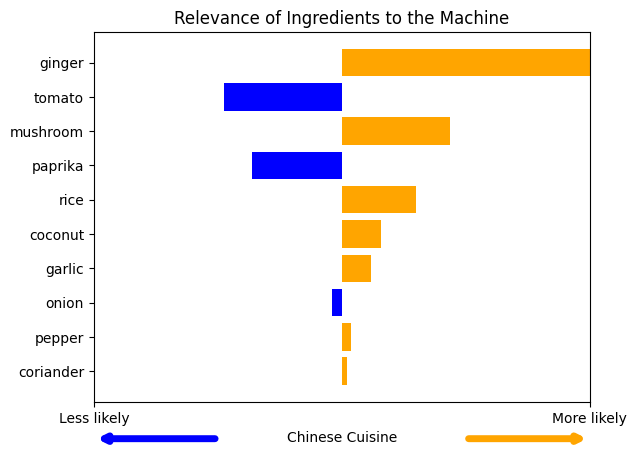 Relevance of Ingredients to the Machine
ginger
tomato
mushroom
paprika
rice
coconut
garlic
onion
pepper
coriander
Less likely More likely
Chinese Cuisine